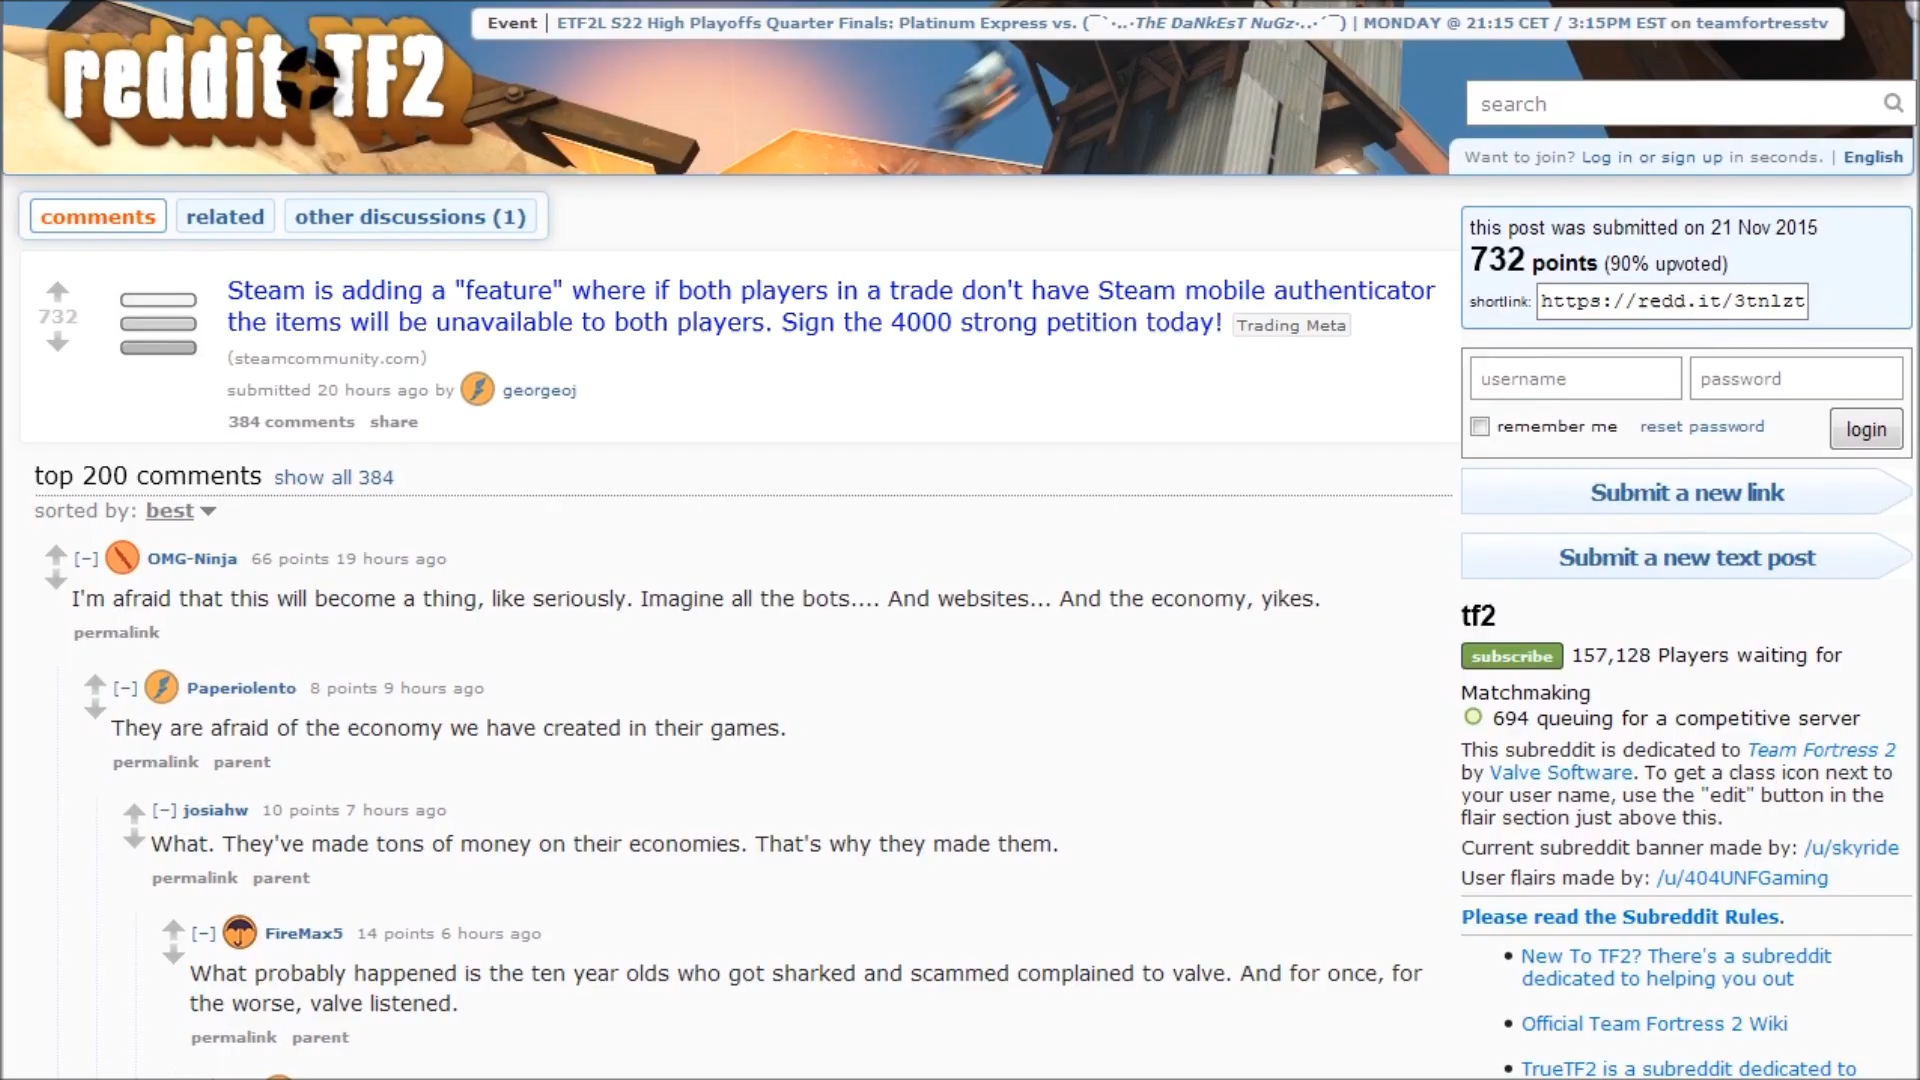 Event | ETF2L S22 High Playoffs Quarter Finals: Platinum Express vs. (¯`·..·ThE DaNkEsT NuGz·..·´¯) | MONDAY @ 21:15 CET / 3:15PM EST on teamfortresstv
reddit TF2
search
Want to join? Log in or sign up in seconds. | English
comments related other discussions (1)
732
Steam is adding a "feature" where if both players in a trade don't have Steam mobile authenticator
the items will be unavailable to both players. Sign the 4000 strong petition today! Trading Meta
(steamcommunity.com)
submitted 20 hours ago by georgeoj
384 comments share
top 200 comments show all 384
sorted by: best
[–] OMG-Ninja 66 points 19 hours ago
I'm afraid that this will become a thing, like seriously. Imagine all the bots.... And websites... And the economy, yikes.
permalink
[–] Paperiolento 8 points 9 hours ago
They are afraid of the economy we have created in their games.
permalink parent
[–] josiahw 10 points 7 hours ago
What. They've made tons of money on their economies. That's why they made them.
permalink parent
[–] FireMax5 14 points 6 hours ago
What probably happened is the ten year olds who got sharked and scammed complained to valve. And for once, for
the worse, valve listened.
permalink parent
this post was submitted on 21 Nov 2015
732 points (90% upvoted)
shortlink: https://redd.it/3tnlzt
username password
remember me reset password login
Submit a new link
Submit a new text post
tf2
subscribe 157,128 Players waiting for
Matchmaking
694 queuing for a competitive server
This subreddit is dedicated to Team Fortress 2
by Valve Software. To get a class icon next to
your user name, use the "edit" button in the
flair section just above this.
Current subreddit banner made by: /u/skyride
User flairs made by: /u/404UNFGaming
Please read the Subreddit Rules.
• New To TF2? There's a subreddit
dedicated to helping you out
• Official Team Fortress 2 Wiki
• TrueTF2 is a subreddit dedicated to